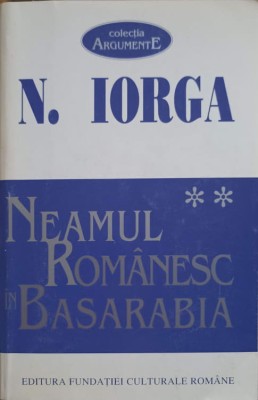 colecția
ARGUMENTE
N. IORGA
**
NEAMUL
ROMÂNESC
ÎN
BASARABIA
EDITURA FUNDAȚIEI CULTURALE ROMÂNE